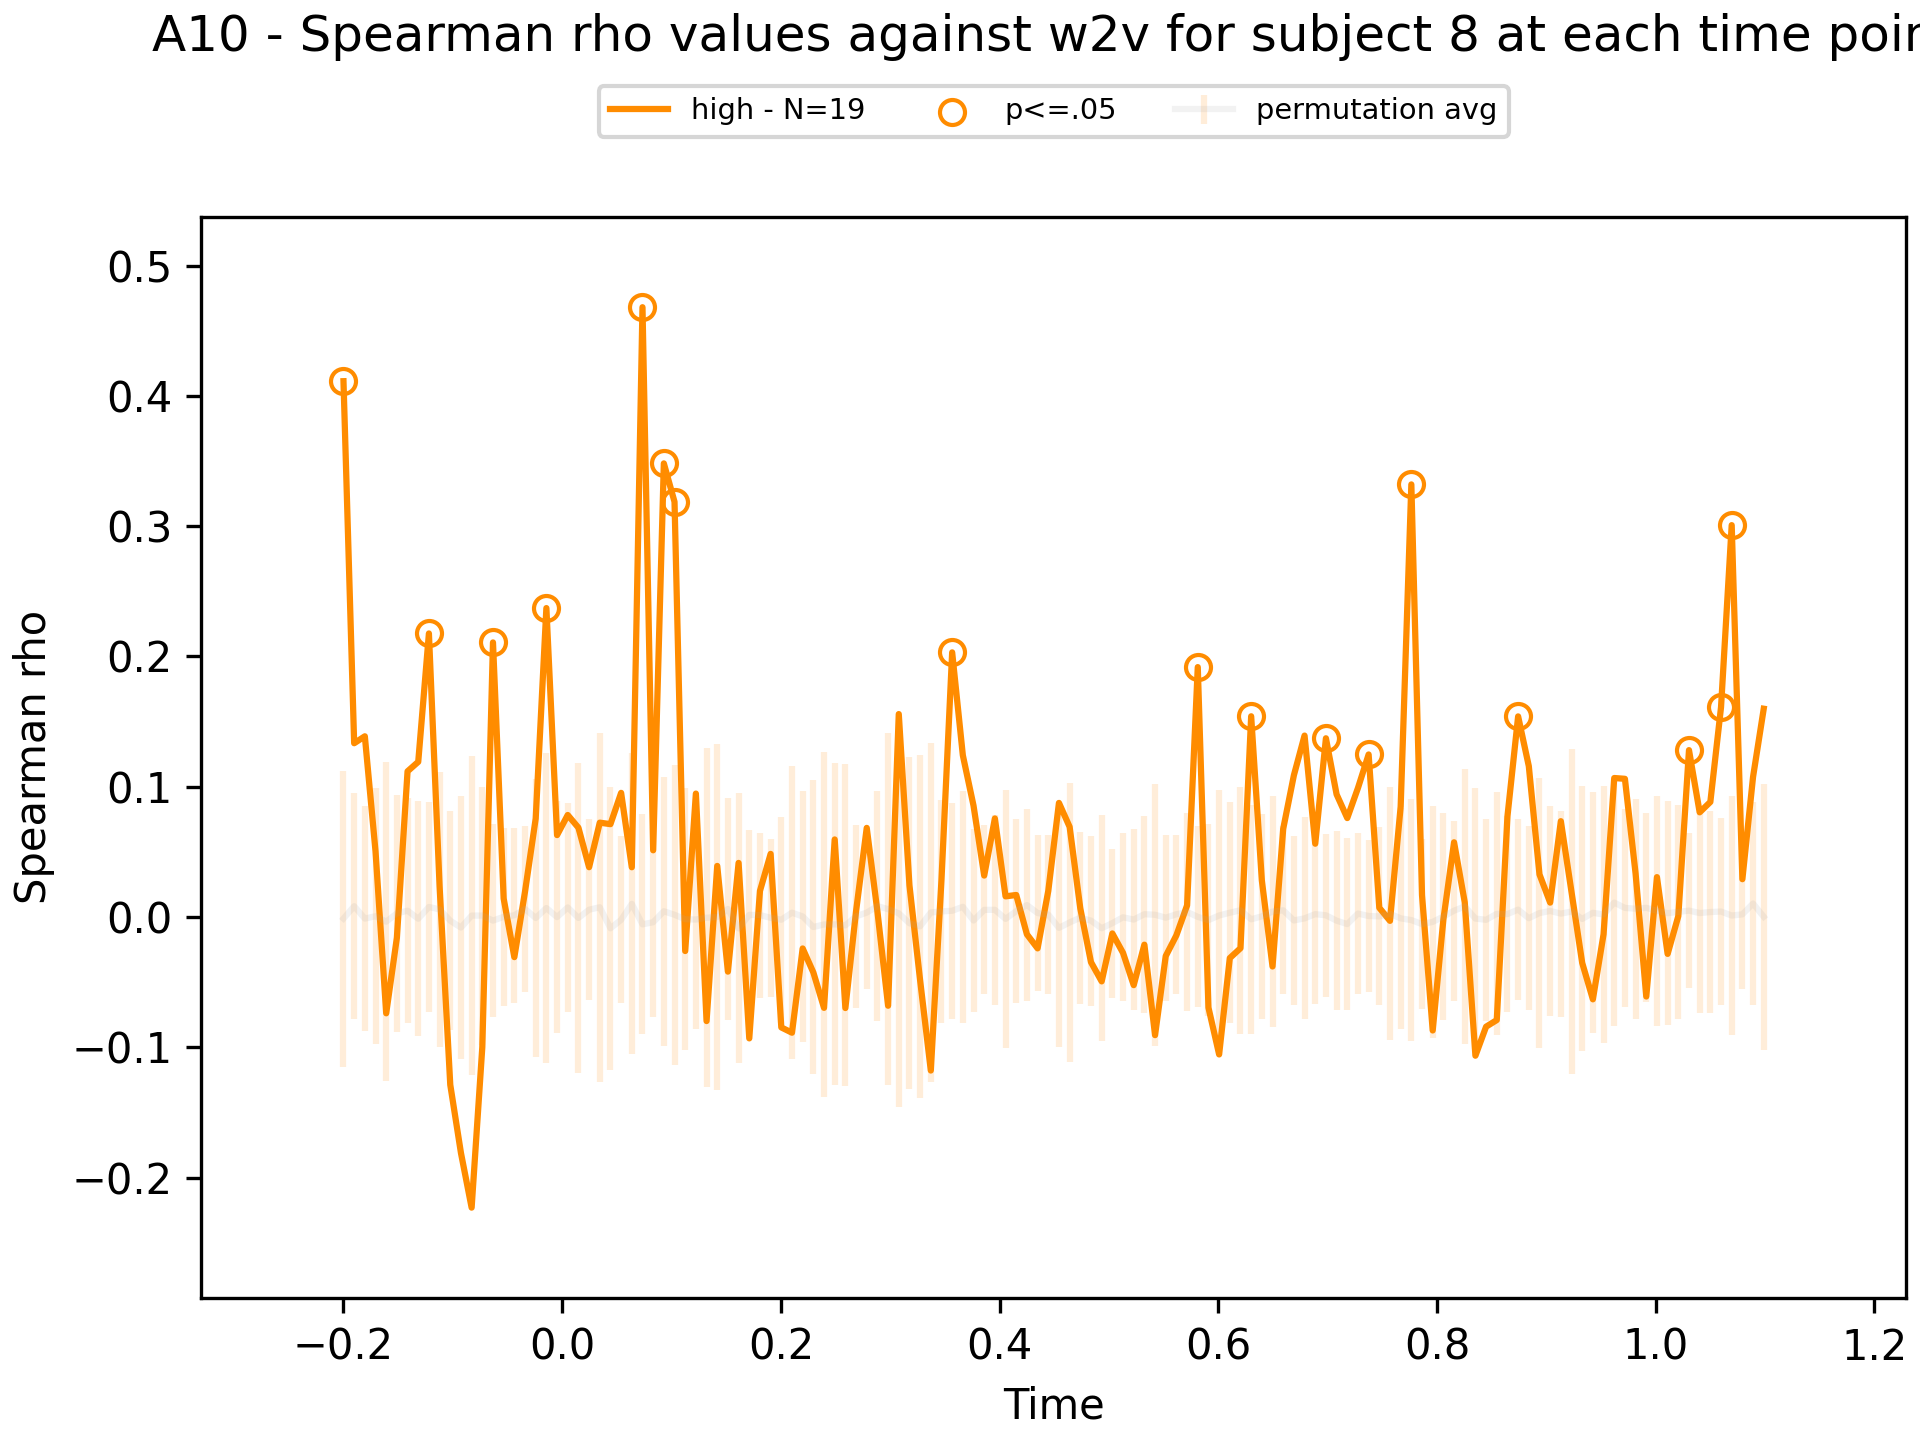 A10 - Spearman rho values against w2v for subject 8 at each time
high - N=19 p<=.05 permutation avg
0.5
0.4
0.3
0.2
0.1
0.0
−0.1
−0.2
Spearman rho
−0.2 0.0 0.2 0.4 0.6 0.8 1.0 1.2
Time